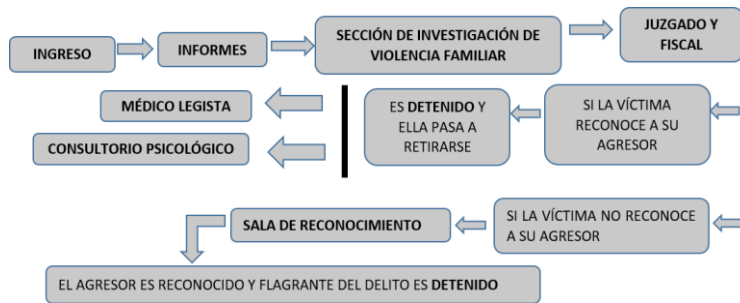 INGRESO
INFORMES
SECCIÓN DE INVESTIGACIÓN DE
VIOLENCIA FAMILIAR
JUZGADO Y
FISCAL
MÉDICO LEGISTA
CONSULTORIO PSICOLÓGICO
ES DETENIDO Y
ELLA PASA A
RETIRARSE
SI LA VÍCTIMA
RECONOCE A SU
AGRESOR
SALA DE RECONOCIMIENTO
SI LA VÍCTIMA NO RECONOCE
A SU AGRESOR
EL AGRESOR ES RECONOCIDO Y FLAGRANTE DEL DELITO ES DETENIDO